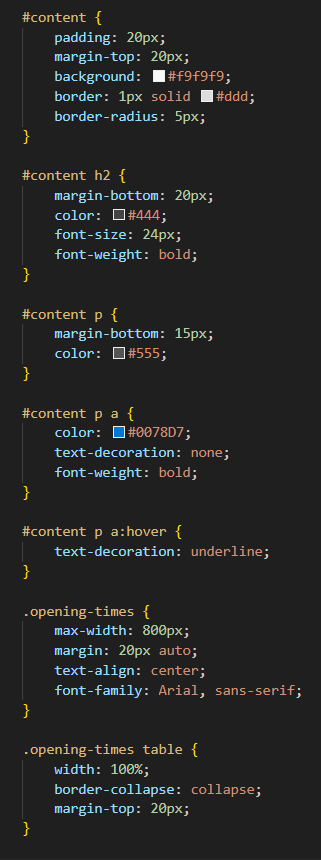 #content {
    padding: 20px;
    margin-top: 20px;
    background: #f9f9f9;
    border: 1px solid #ddd;
    border-radius: 5px;
}

#content h2 {
    margin-bottom: 20px;
    color: #444;
    font-size: 24px;
    font-weight: bold;
}

#content p {
    margin-bottom: 15px;
    color: #555;
}

#content p a {
    color: #0078D7;
    text-decoration: none;
    font-weight: bold;
}

#content p a:hover {
    text-decoration: underline;
}

.opening-times {
    max-width: 800px;
    margin: 20px auto;
    text-align: center;
    font-family: Arial, sans-serif;
}

.opening-times table {
    width: 100%;
    border-collapse: collapse;
    margin-top: 20px;
}